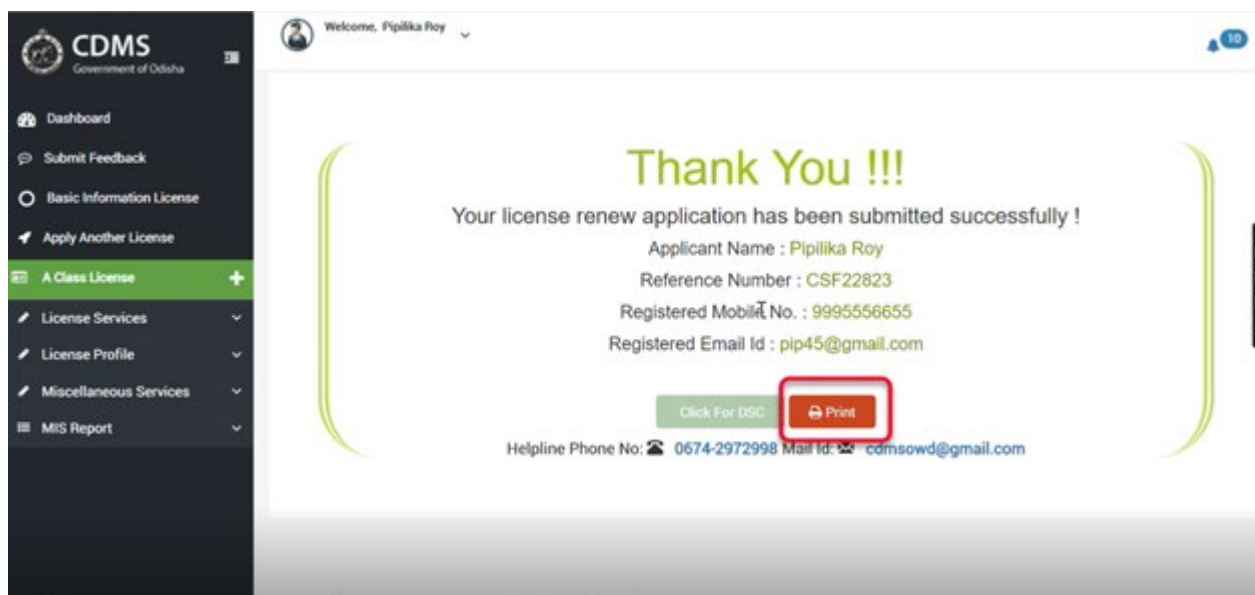 CDMS
Government of Odisha
Dashboard
Submit Feedback
Basic Information License
Apply Another License
A Class License
License Services
License Profile
Miscellaneous Services
MIS Report
Welcome, Pipilika Roy
10
Thank You !!!
Your license renew application has been submitted successfully !
Applicant Name : Pipilika Roy
Reference Number : CSF22823
Registered Mobile No. : 9995556655
Registered Email Id : pip45@gmail.com
Click For DSC Print
Helpline Phone No: 0674-2972998 Mail Id: cdmsowd@gmail.com